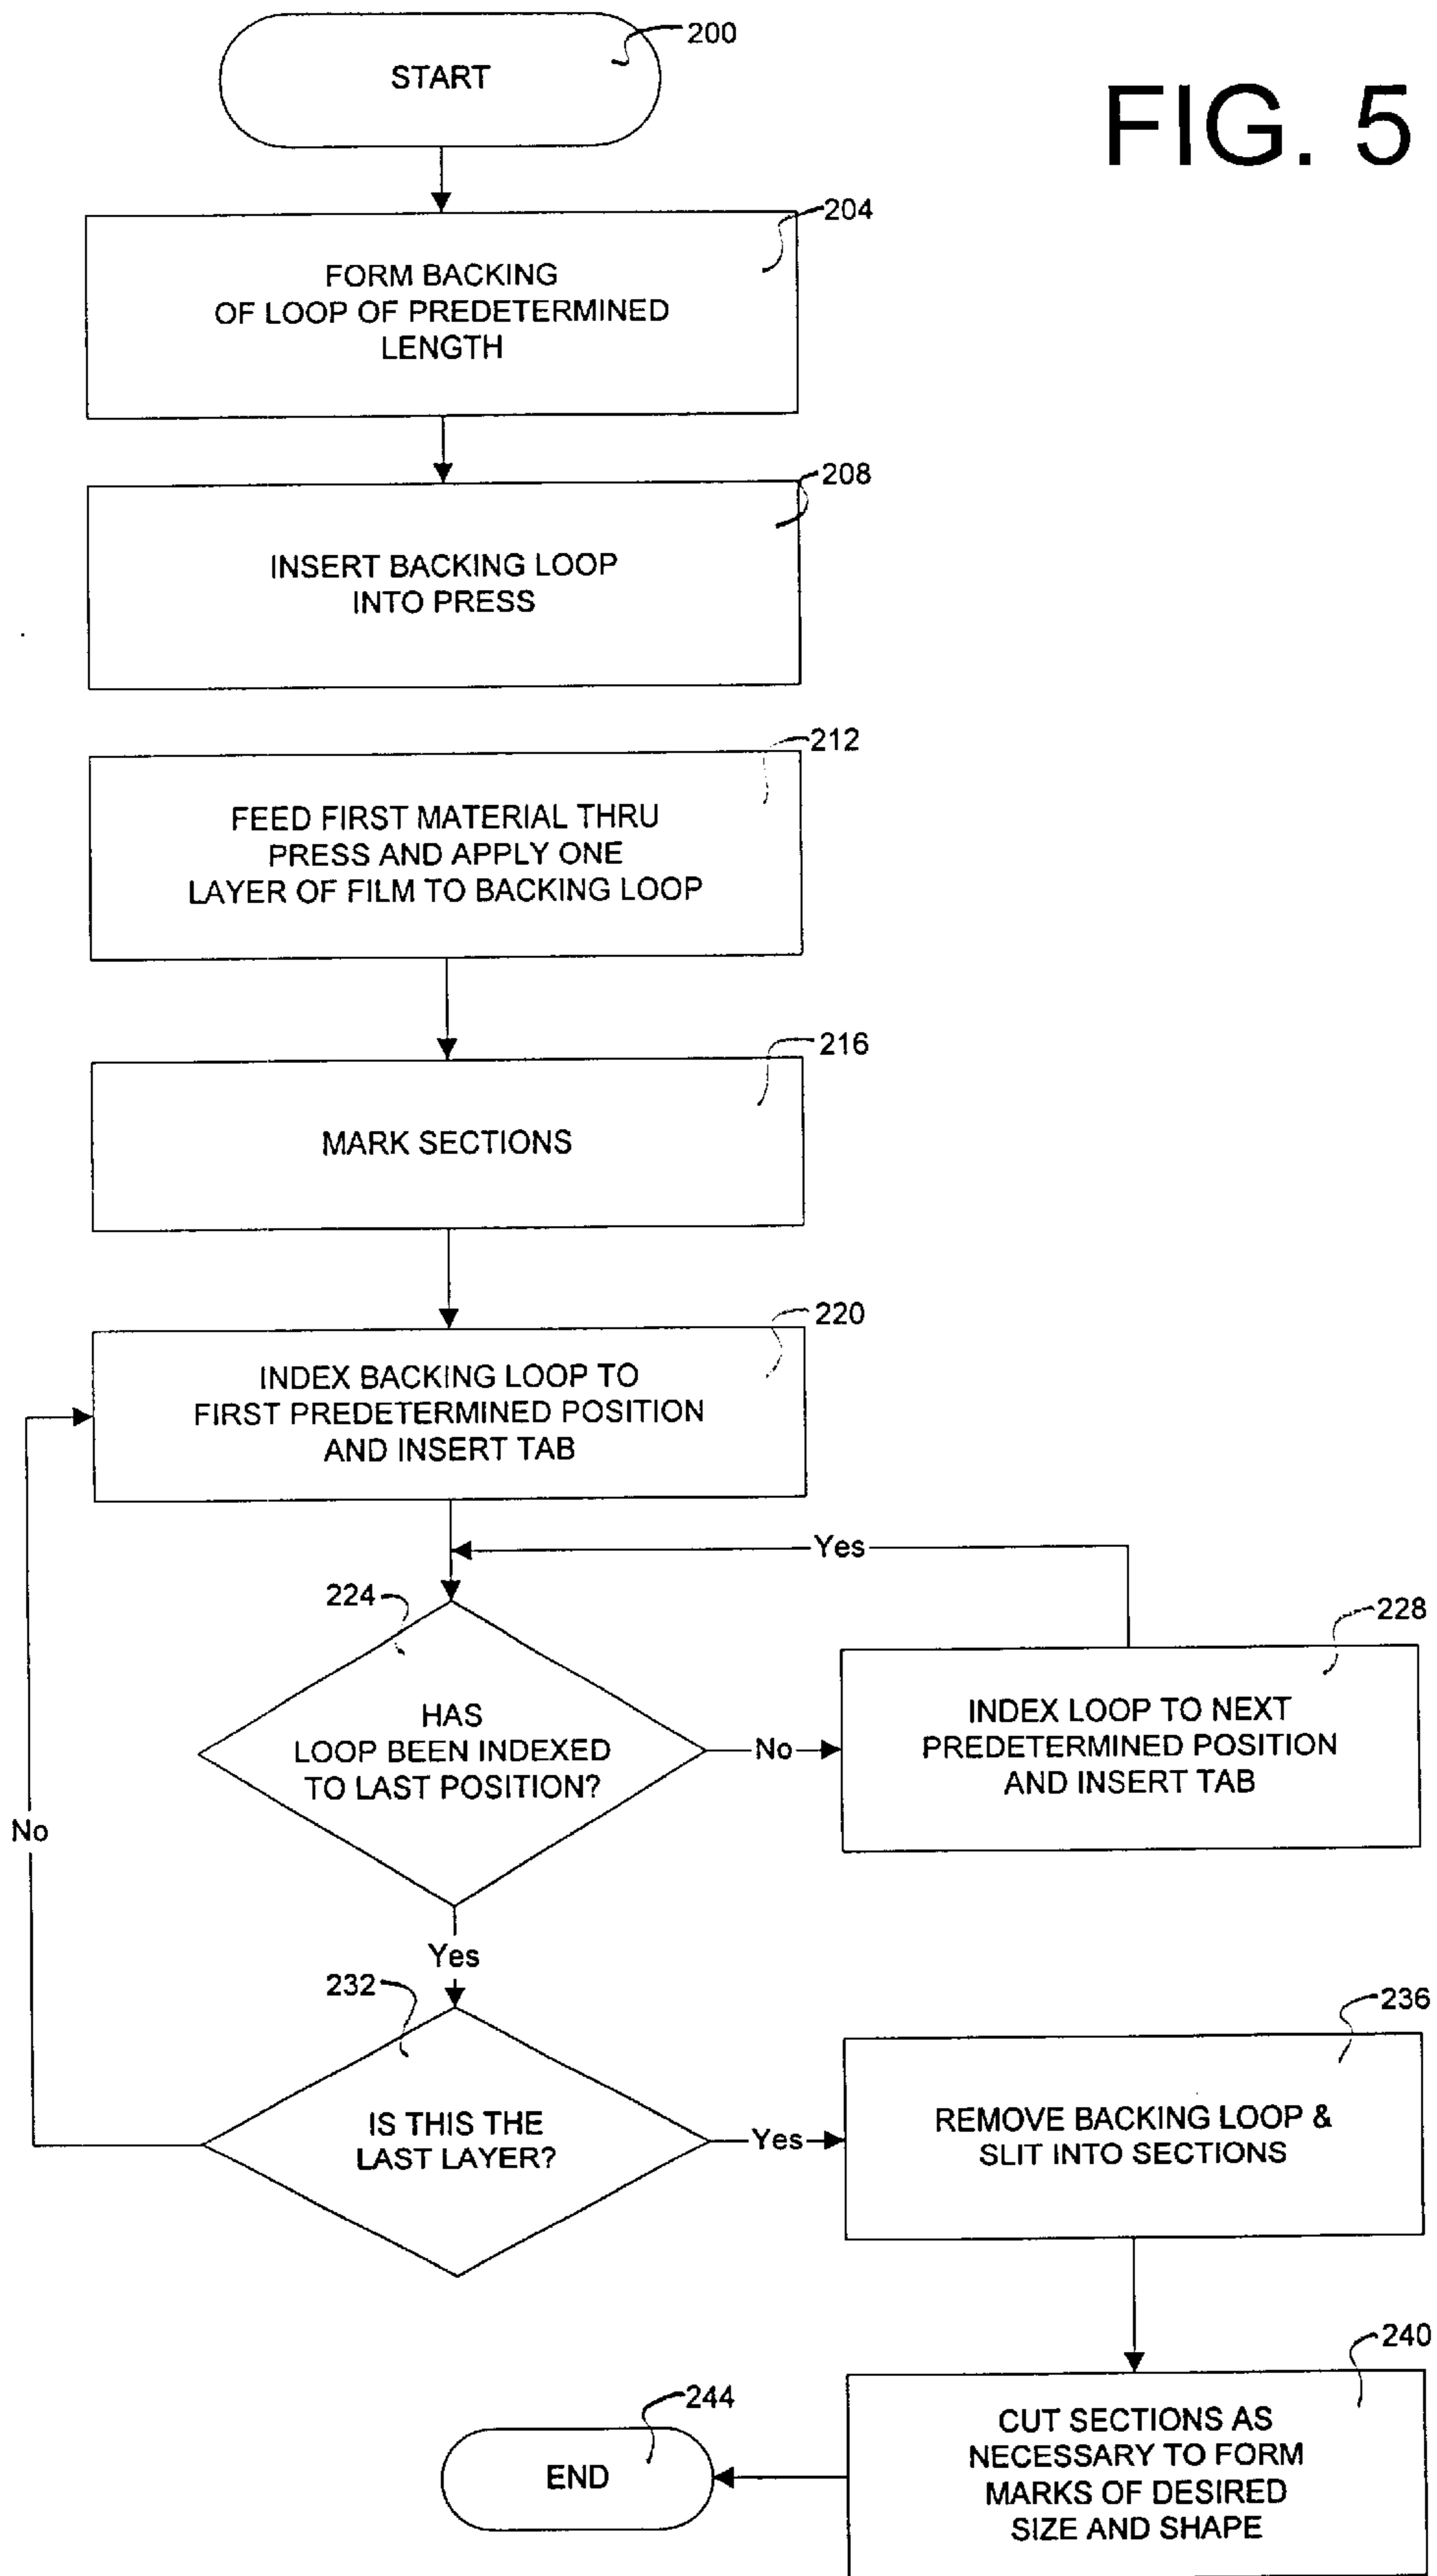 FIG. 5
START
200
FORM BACKING
OF LOOP OF PREDETERMINED
LENGTH
204
INSERT BACKING LOOP
INTO PRESS
208
FEED FIRST MATERIAL THRU
PRESS AND APPLY ONE
LAYER OF FILM TO BACKING LOOP
212
MARK SECTIONS
216
INDEX BACKING LOOP TO
FIRST PREDETERMINED POSITION
AND INSERT TAB
220
Yes
224
HAS
LOOP BEEN INDEXED
TO LAST POSITION?
No
228
INDEX LOOP TO NEXT
PREDETERMINED POSITION
AND INSERT TAB
No
Yes
232
IS THIS THE
LAST LAYER?
Yes
236
REMOVE BACKING LOOP &
SLIT INTO SECTIONS
240
CUT SECTIONS AS
NECESSARY TO FORM
MARKS OF DESIRED
SIZE AND SHAPE
244
END